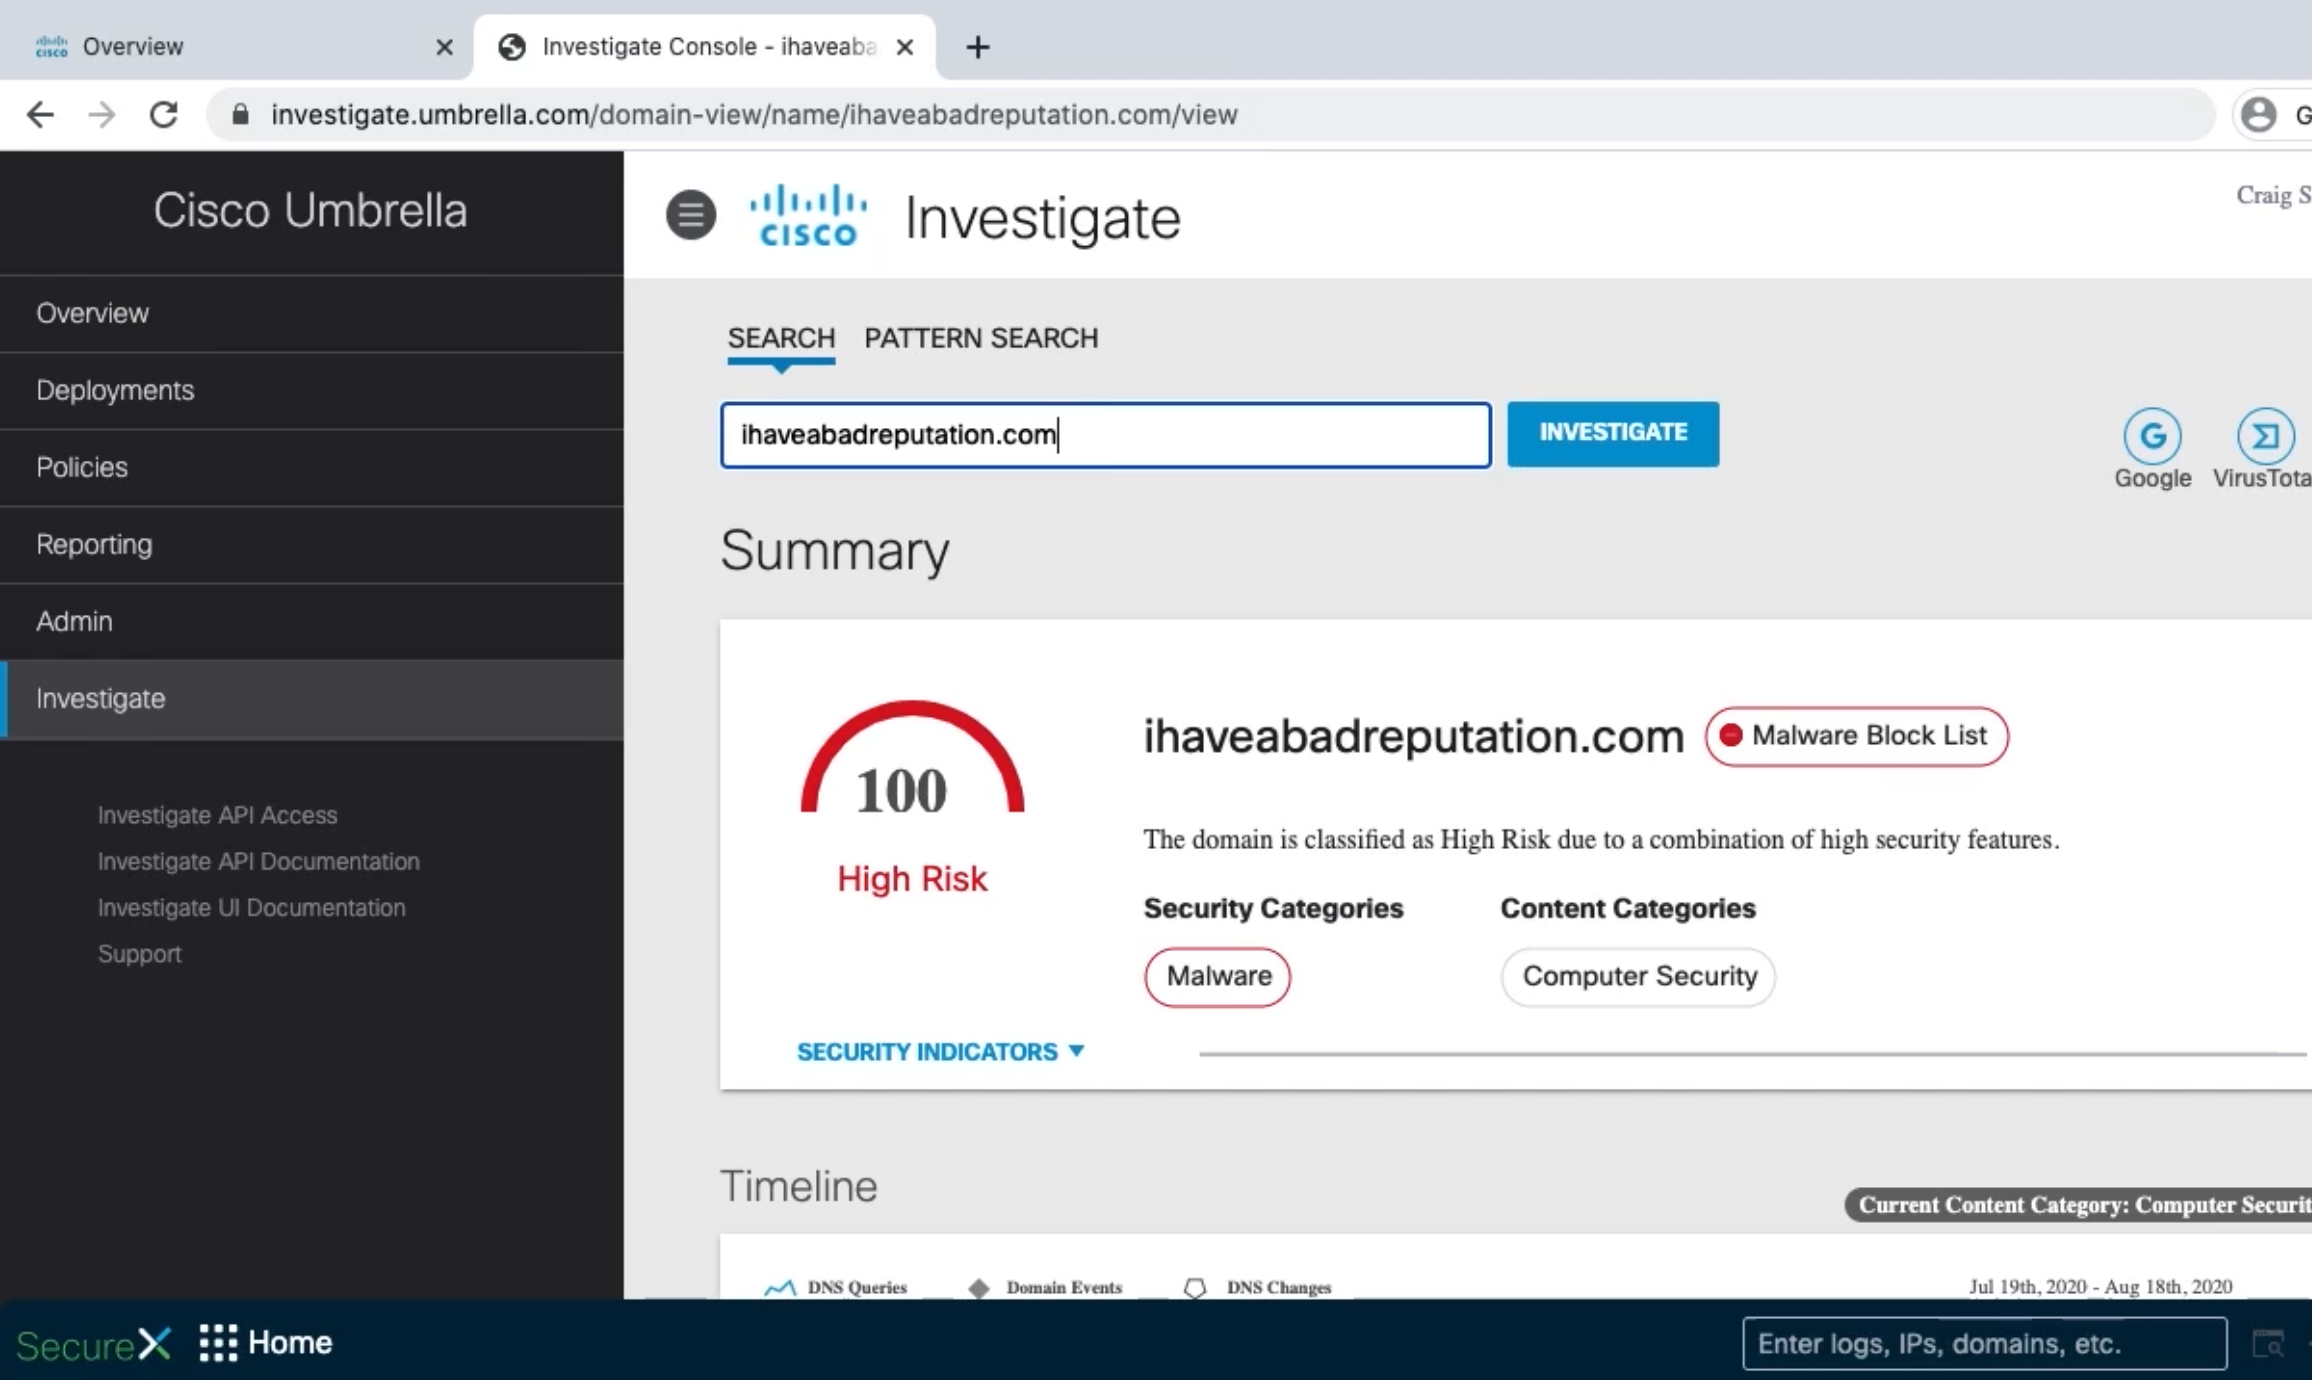 cisco Overview
Investigate Console - ihaveaba
investigate.umbrella.com/domain-view/name/ihaveabadreputation.com/view
G
Cisco Umbrella
Overview
Deployments
Policies
Reporting
Admin
Investigate
Investigate API Access
Investigate API Documentation
Investigate UI Documentation
Support
CISCO Investigate
Craig S
SEARCH PATTERN SEARCH
ihaveabadreputation.com
INVESTIGATE
Google VirusTota
Summary
100
High Risk
ihaveabadreputation.com Malware Block List
The domain is classified as High Risk due to a combination of high security features.
Security Categories Content Categories
Malware Computer Security
SECURITY INDICATORS
Timeline
Current Content Category: Computer Securit
DNS Queries Domain Events DNS Changes
Jul 19th, 2020 - Aug 18th, 2020
SecureX Home
Enter logs, IPs, domains, etc.